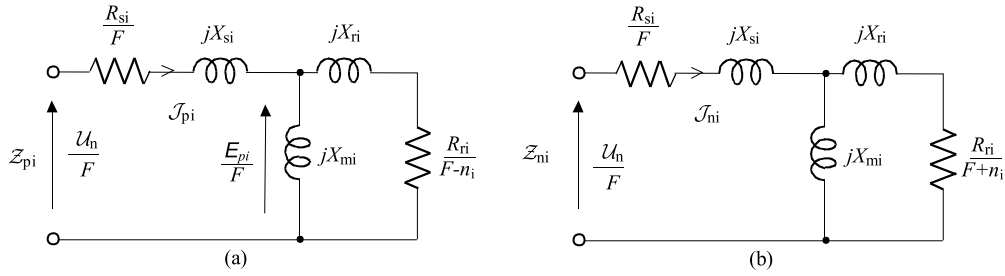 R_si/F
jX_si
jX_ri
𝒥_pi
𝒵_pi
𝒰_n/F
E_pi/F
jX_mi
R_ri/F-n_i
(a)
R_si/F
jX_si
jX_ri
𝒥_ni
𝒵_ni
𝒰_n/F
jX_mi
R_ri/F+n_i
(b)